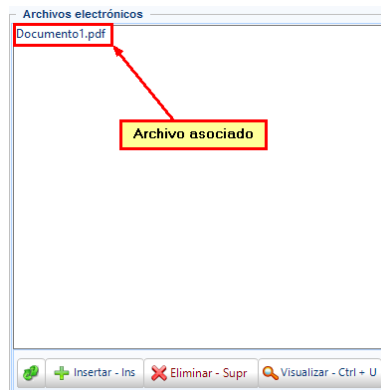 Archivos electrónicos
Documento1.pdf
Archivo asociado
Insertar - Ins Eliminar - Supr Visualizar - Ctrl + U